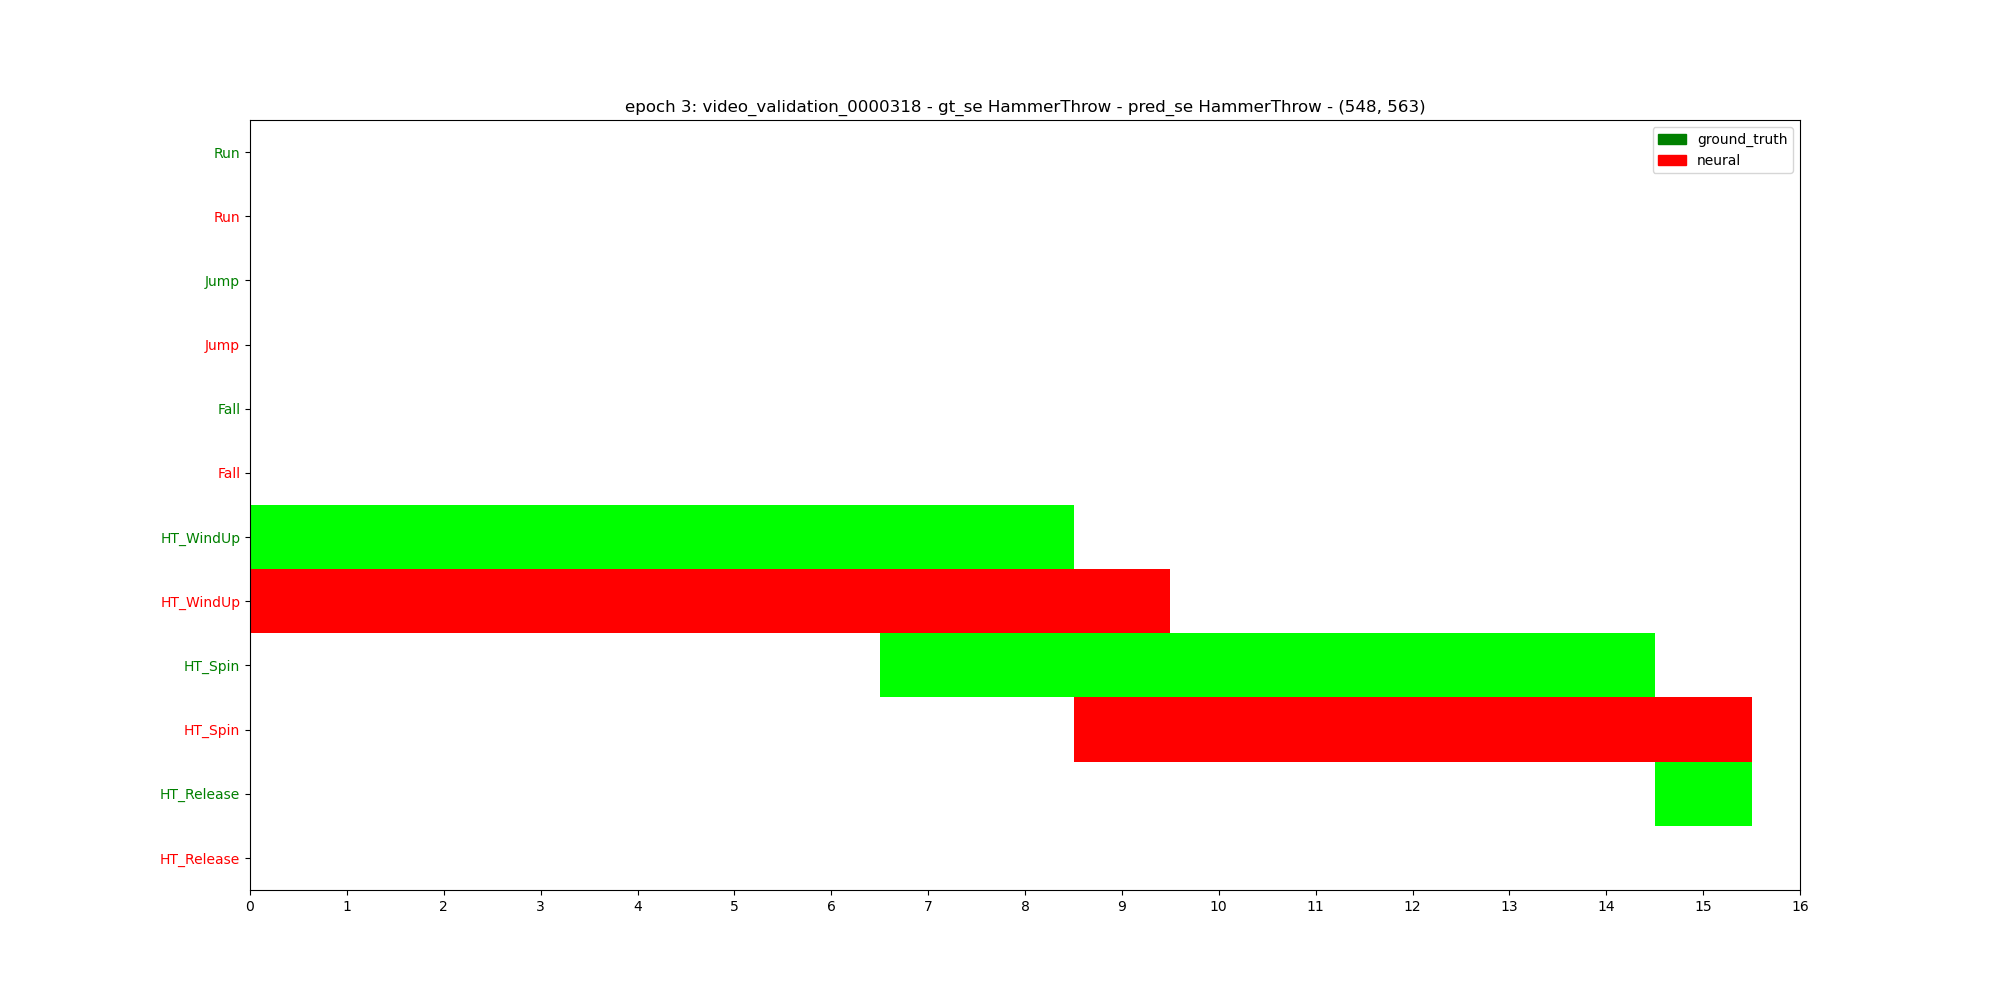 epoch 3: video_validation_0000318 - gt_se HammerThrow - pred_se HammerThrow - (548, 563)
ground_truth
neural
Run
Run
Jump
Jump
Fall
Fall
HT_WindUp
HT_WindUp
HT_Spin
HT_Spin
HT_Release
HT_Release
0 1 2 3 4 5 6 7 8 9 10 11 12 13 14 15 16